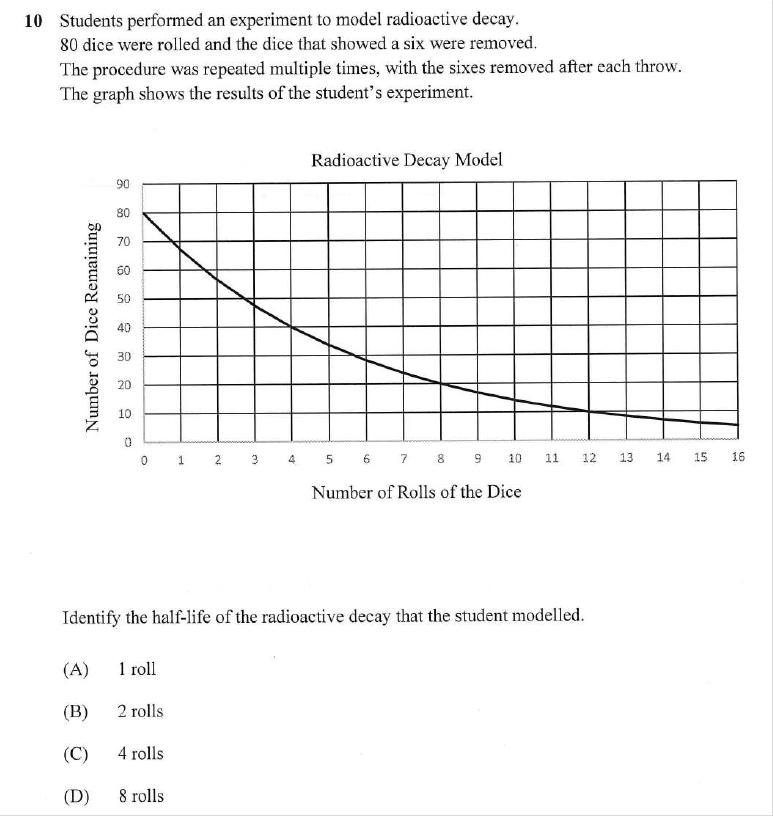 10 Students performed an experiment to model radioactive decay.
80 dice were rolled and the dice that showed a six were removed.
The procedure was repeated multiple times, with the sixes removed after each throw.
The graph shows the results of the student's experiment.
Radioactive Decay Model
90
80
70
60
50
40
30
20
10
0
Number of Dice Remaining
0 1 2 3 4 5 6 7 8 9 10 11 12 13 14 15 16
Number of Rolls of the Dice
Identify the half-life of the radioactive decay that the student modelled.
(A) 1 roll
(B) 2 rolls
(C) 4 rolls
(D) 8 rolls